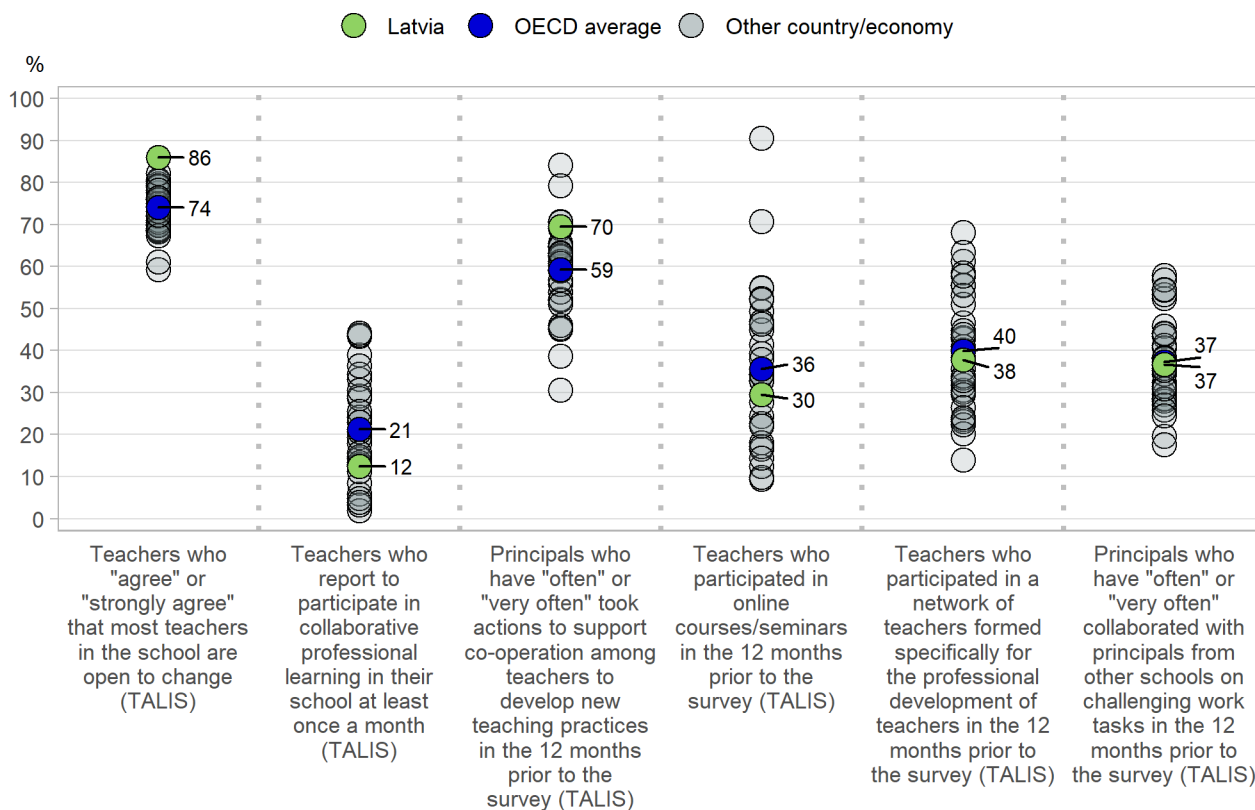 Latvia OECD average Other country/economy
%
100
90
80
70
60
50
40
30
20
10
0
86
74
21
12
70
59
36
30
40
38
37
37
Teachers who
"agree" or
"strongly agree"
that most teachers
in the school are
open to change
(TALIS)
Teachers who
report to
participate in
collaborative
professional
learning in their
school at least
once a month
(TALIS)
Principals who
have "often" or
"very often" took
actions to support
co-operation among
teachers to
develop new
teaching practices
in the 12 months
prior to the
survey (TALIS)
Teachers who
participated in
online
courses/seminars
in the 12 months
prior to the
survey (TALIS)
Teachers who
participated in a
network of
teachers formed
specifically for
the professional
development of
teachers in the 12
months prior to
the survey (TALIS)
Principals who
have "often" or
"very often"
collaborated with
principals from
other schools on
challenging work
tasks in the 12
months prior to
the survey (TALIS)